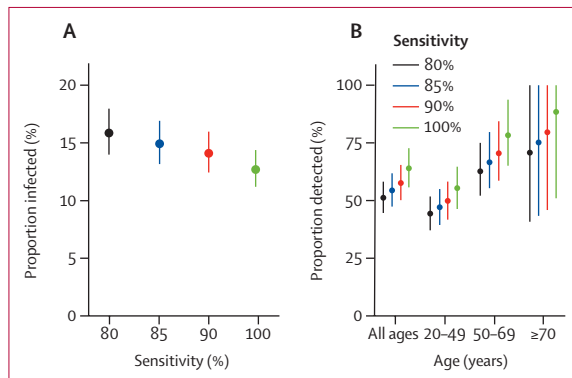 A
Proportion infected (%)
20
15
10
5
0
80
85
90
100
Sensitivity (%)
B
Sensitivity
80%
85%
90%
100%
Proportion detected (%)
100
75
50
25
0
All ages
20–49
50–69
≥70
Age (years)